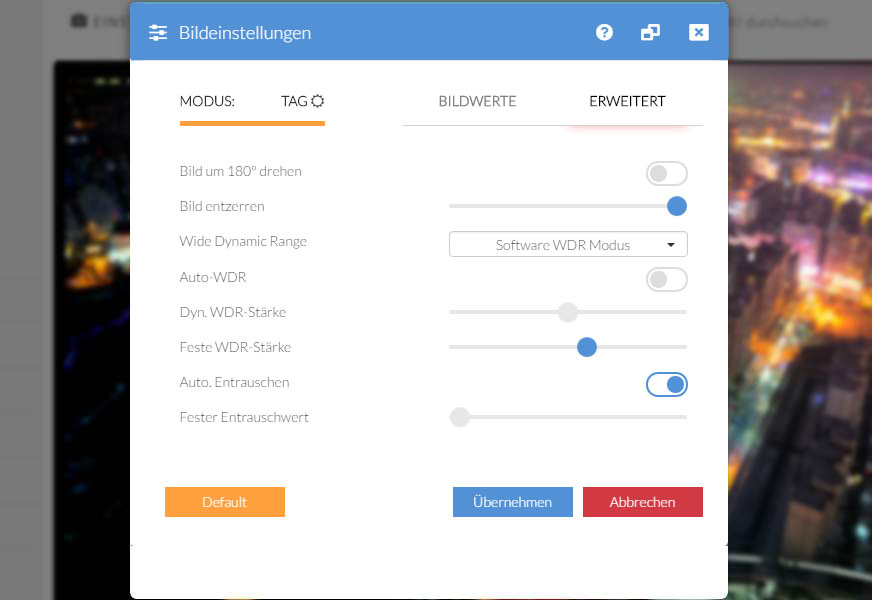 Bildeinstellungen
MODUS: TAG
BILDWERTE ERWEITERT
Bild um 180° drehen
Bild entzerren
Wide Dynamic Range Software WDR Modus
Auto-WDR
Dyn. WDR-Stärke
Feste WDR-Stärke
Auto. Entrauschen
Fester Entrauschwert
Default Übernehmen Abbrechen